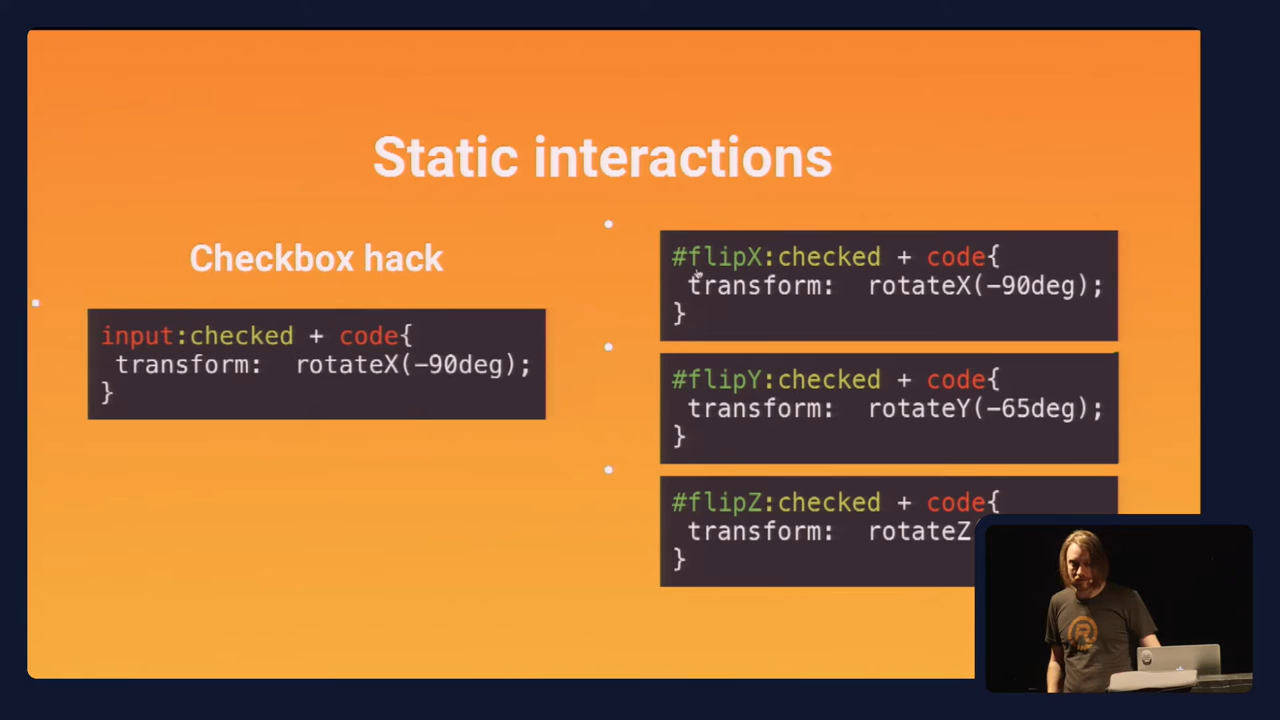 Static interactions
Checkbox hack
input:checked + code{
transform: rotateX(-90deg);
}
#flipX:checked + code{
transform: rotateX(-90deg);
}
#flipY:checked + code{
transform: rotateY(-65deg);
}
#flipZ:checked + code{
transform: rotateZ
}